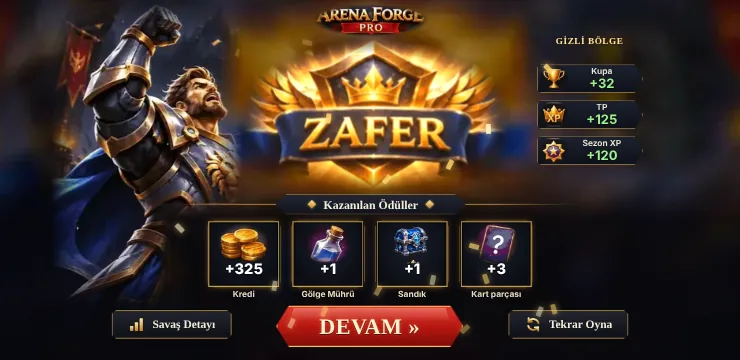 ARENA FORGE
PRO
GİZLİ BÖLGE
ZAFER
Kupa
+32
XP
TP
+125
Sezon XP
+120
Kazanılan Ödüller
+325
+1
+1
?
+3
Kredi
Gölge Mührü
Sandık
Kart parçası
Savaş Detayı
DEVAM »
Tekrar Oyna